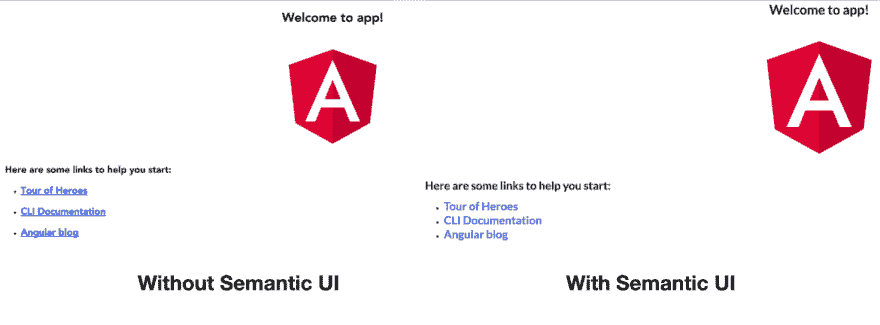 Welcome to app!
A
Here are some links to help you start:
Tour of Heroes
CLI Documentation
Angular blog
Without Semantic UI
Welcome to app!
A
Here are some links to help you start:
Tour of Heroes
CLI Documentation
Angular blog
With Semantic UI